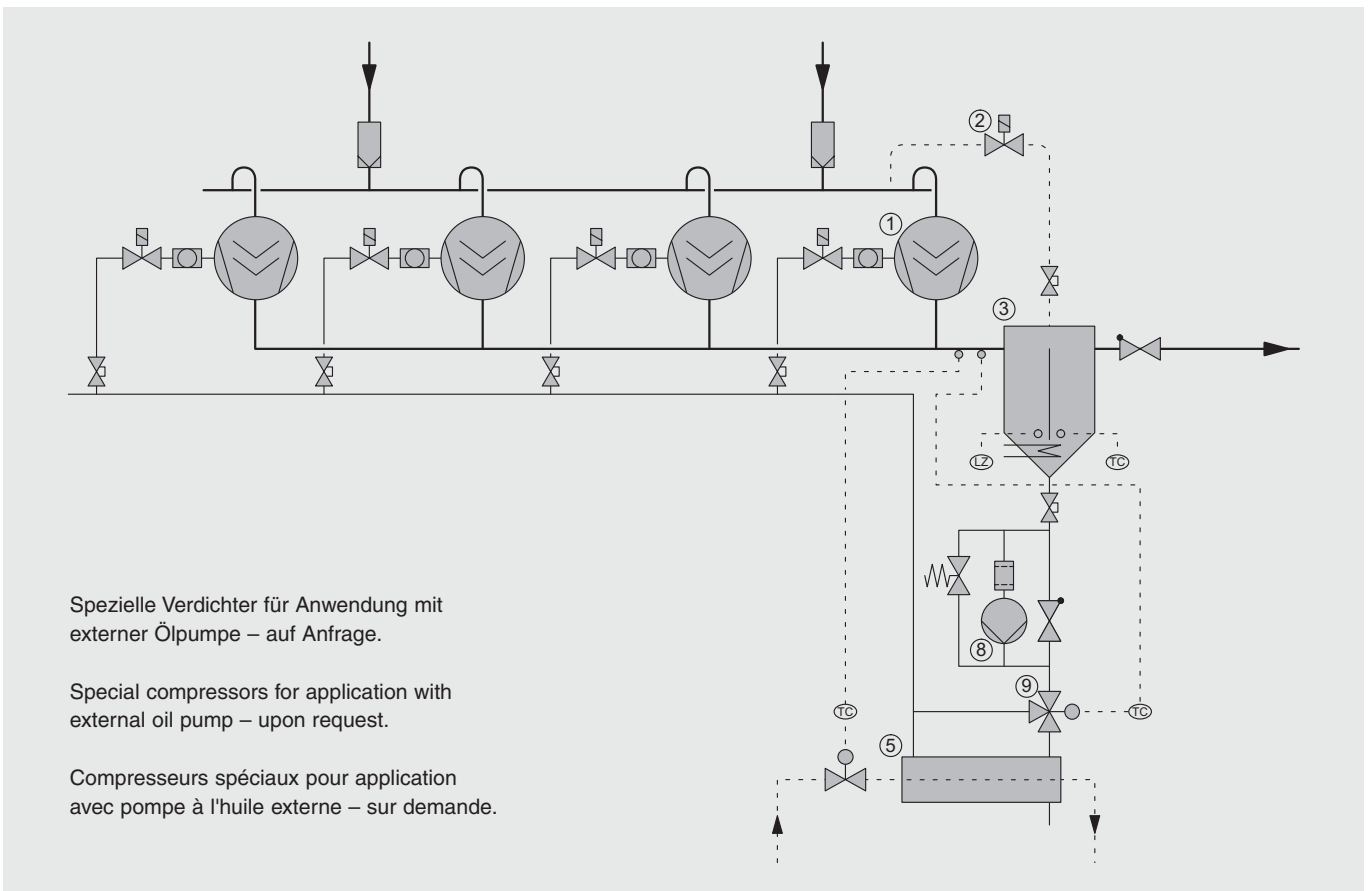 ②
①
③
LZ
TC
Spezielle Verdichter für Anwendung mit
externer Ölpumpe – auf Anfrage.
Special compressors for application with
external oil pump – upon request.
Compresseurs spéciaux pour application
avec pompe à l'huile externe – sur demande.
⑧
⑨
TC
TC
⑤